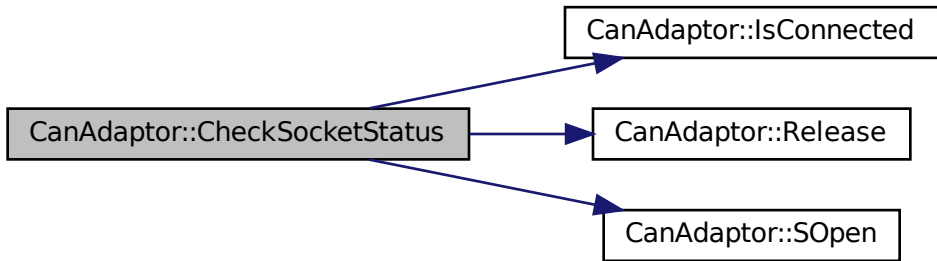 CanAdaptor::IsConnected
CanAdaptor::CheckSocketStatus
CanAdaptor::Release
CanAdaptor::SOpen